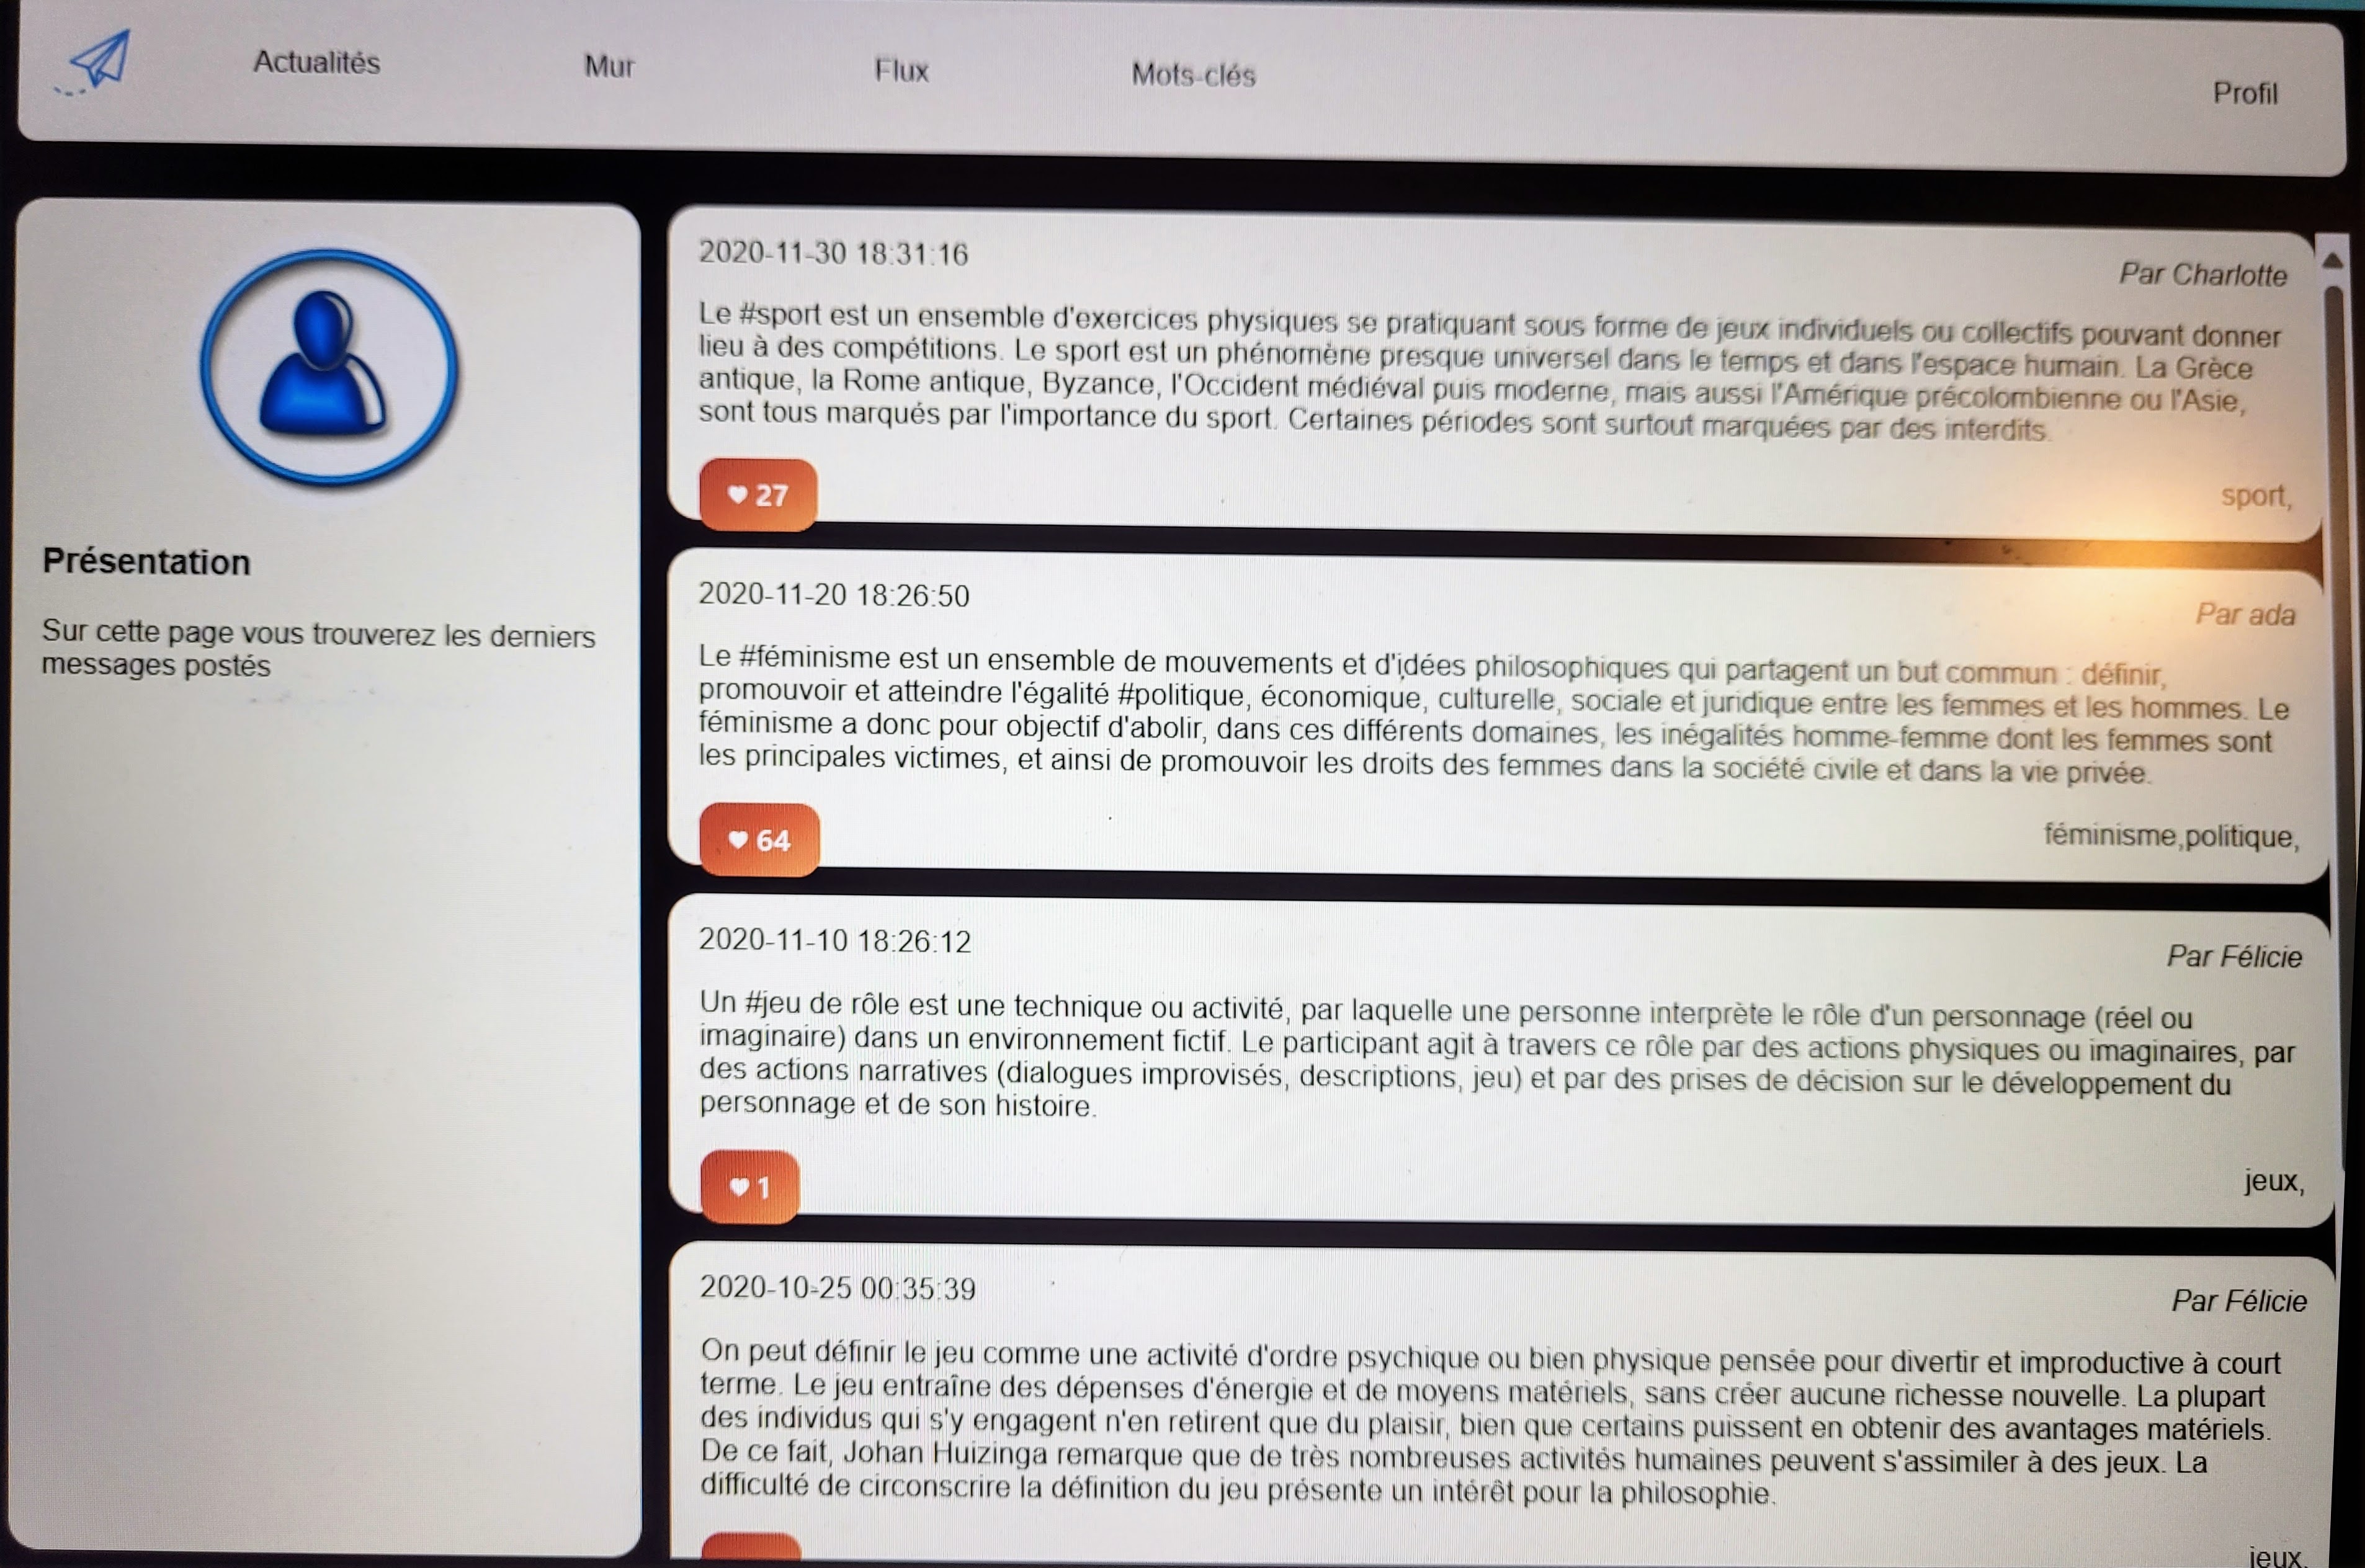 Actualités
Mur
Flux
Mots-clés
Profil
Présentation
Sur cette page vous trouverez les derniers
messages postés
2020-11-30 18:31:16
Par Charlotte
Le #sport est un ensemble d'exercices physiques se pratiquant sous forme de jeux individuels ou collectifs pouvant donner
lieu à des compétitions. Le sport est un phénomène presque universel dans le temps et dans l'espace humain. La Grèce
antique, la Rome antique, Byzance, l'Occident médiéval puis moderne, mais aussi l'Amérique précolombienne ou l'Asie,
sont tous marqués par l'importance du sport. Certaines périodes sont surtout marquées par des interdits.
27
sport,
2020-11-20 18:26:50
Par ada
Le #féminisme est un ensemble de mouvements et d'idées philosophiques qui partagent un but commun : définir,
promouvoir et atteindre l'égalité #politique, économique, culturelle, sociale et juridique entre les femmes et les hommes. Le
féminisme a donc pour objectif d'abolir, dans ces différents domaines, les inégalités homme-femme dont les femmes sont
les principales victimes, et ainsi de promouvoir les droits des femmes dans la société civile et dans la vie privée.
64
féminisme,politique,
2020-11-10 18:26:12
Par Félicie
Un #jeu de rôle est une technique ou activité, par laquelle une personne interprète le rôle d'un personnage (réel ou
imaginaire) dans un environnement fictif. Le participant agit à travers ce rôle par des actions physiques ou imaginaires, par
des actions narratives (dialogues improvisés, descriptions, jeu) et par des prises de décision sur le développement du
personnage et de son histoire.
1
jeux,
2020-10-25 00:35:39
Par Félicie
On peut définir le jeu comme une activité d'ordre psychique ou bien physique pensée pour divertir et improductive à court
terme. Le jeu entraîne des dépenses d'énergie et de moyens matériels, sans créer aucune richesse nouvelle. La plupart
des individus qui s'y engagent n'en retirent que du plaisir, bien que certains puissent en obtenir des avantages matériels.
De ce fait, Johan Huizinga remarque que de très nombreuses activités humaines peuvent s'assimiler à des jeux. La
difficulté de circonscrire la définition du jeu présente un intérêt pour la philosophie.
jeux,